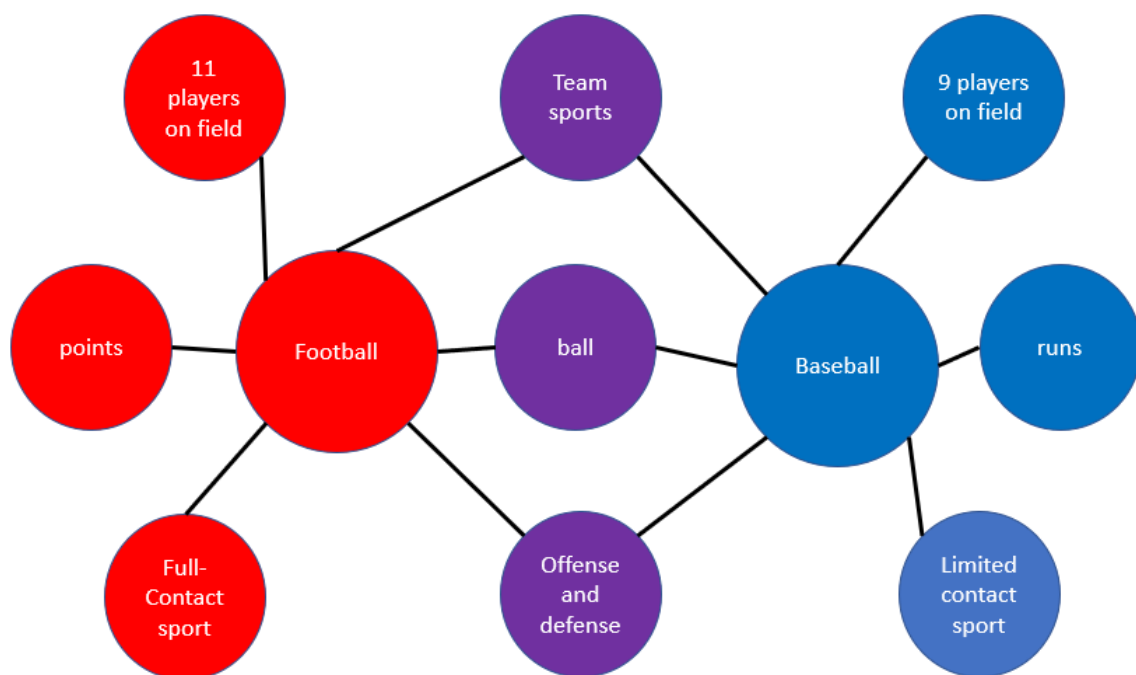 11
players
on field
Team
sports
9 players
on field
points
Football
ball
Baseball
runs
Full-
Contact
sport
Offense
and
defense
Limited
contact
sport